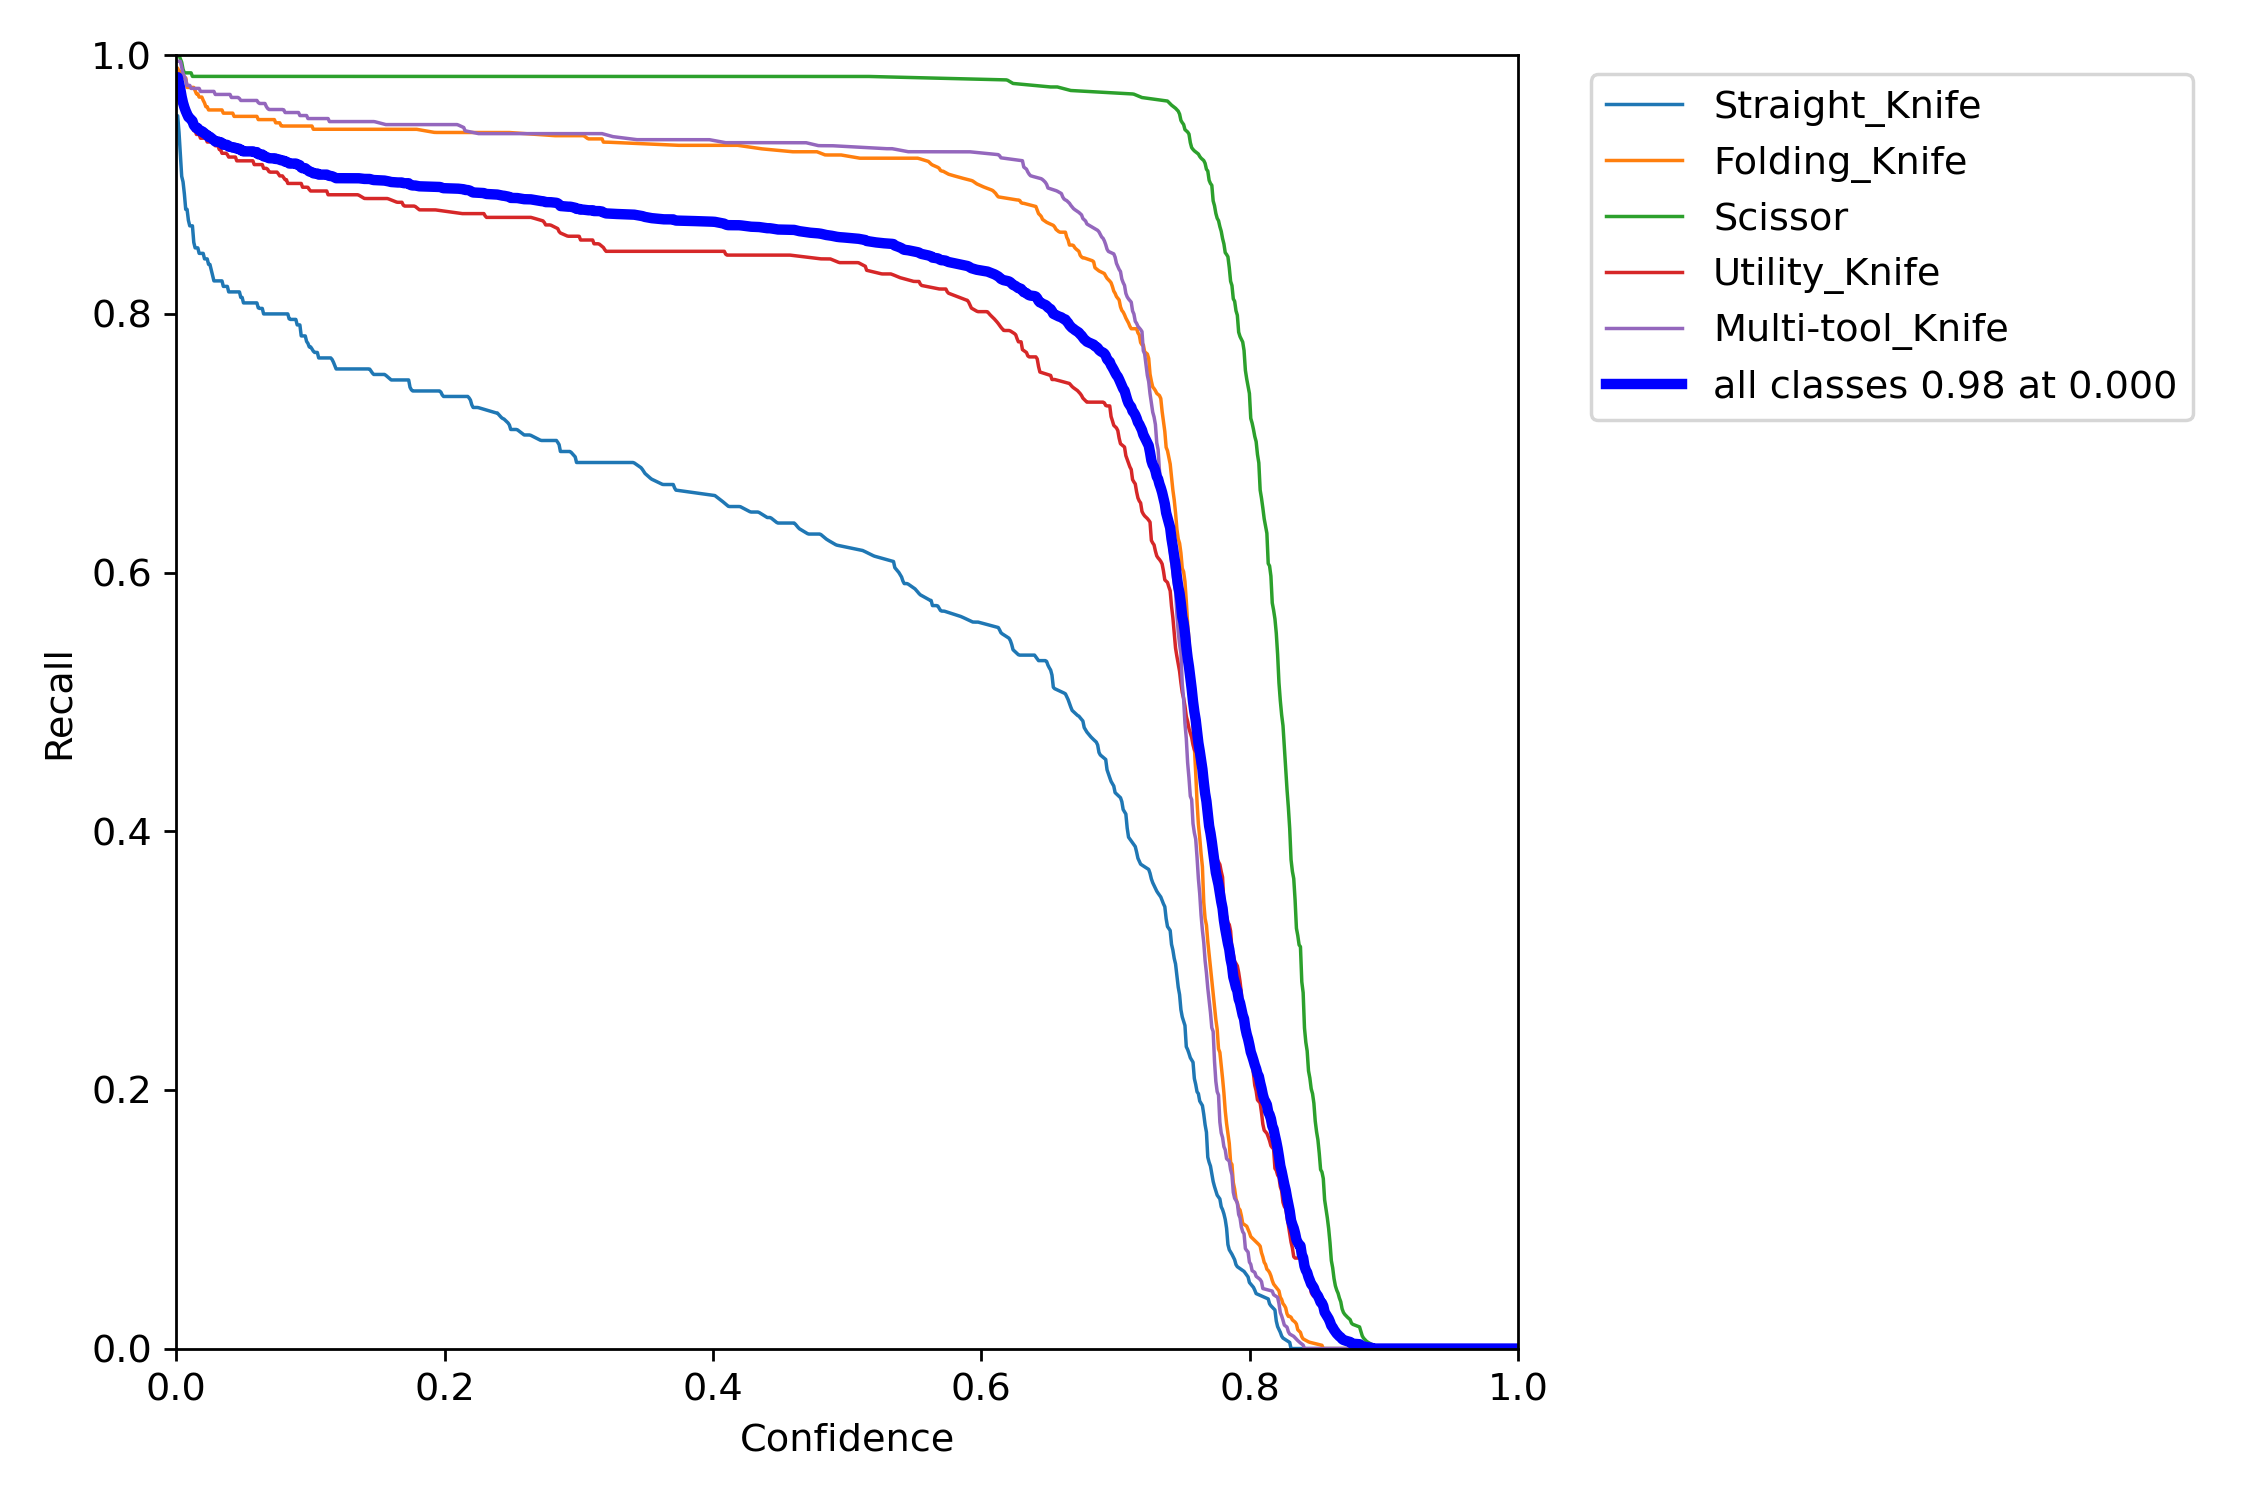 1.0
0.8
0.6
0.4
0.2
0.0
Recall
0.0 0.2 0.4 0.6 0.8 1.0
Confidence
Straight_Knife
Folding_Knife
Scissor
Utility_Knife
Multi-tool_Knife
all classes 0.98 at 0.000